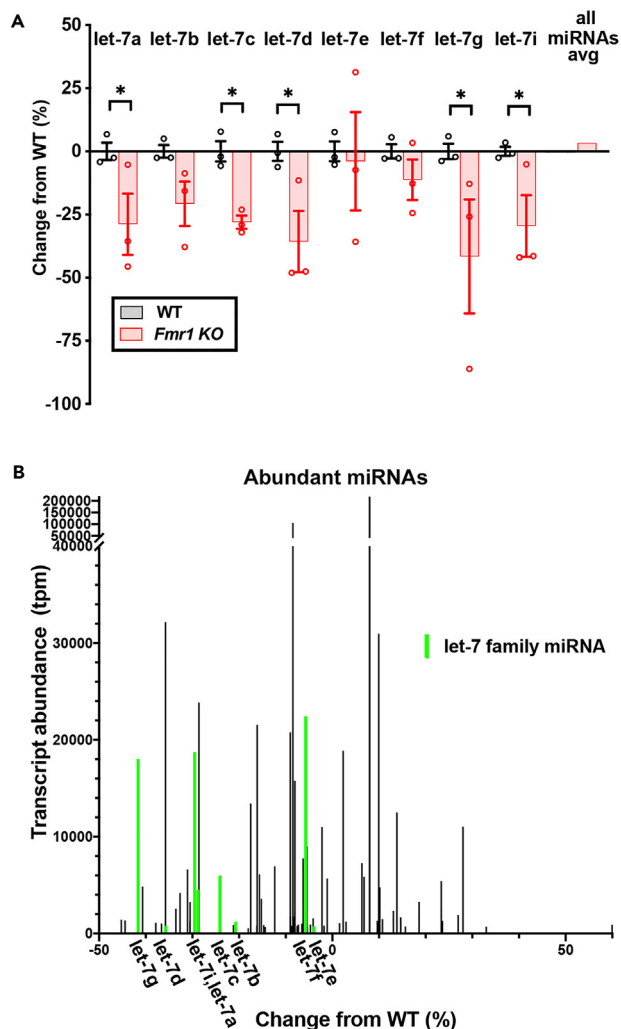 A
let-7a let-7b let-7c let-7d let-7e let-7f let-7g let-7i all miRNAs avg
* * * * *
Change from WT (%)
50
25
0
-25
-50
-75
-100
WT
Fmr1 KO
B
Abundant miRNAs
Transcript abundance (tpm)
200000
150000
100000
50000
40000
30000
20000
10000
0
let-7 family miRNA
-50 0 50
let-7g let-7d let-7i,let-7a let-7c let-7b let-7f let-7e
Change from WT (%)